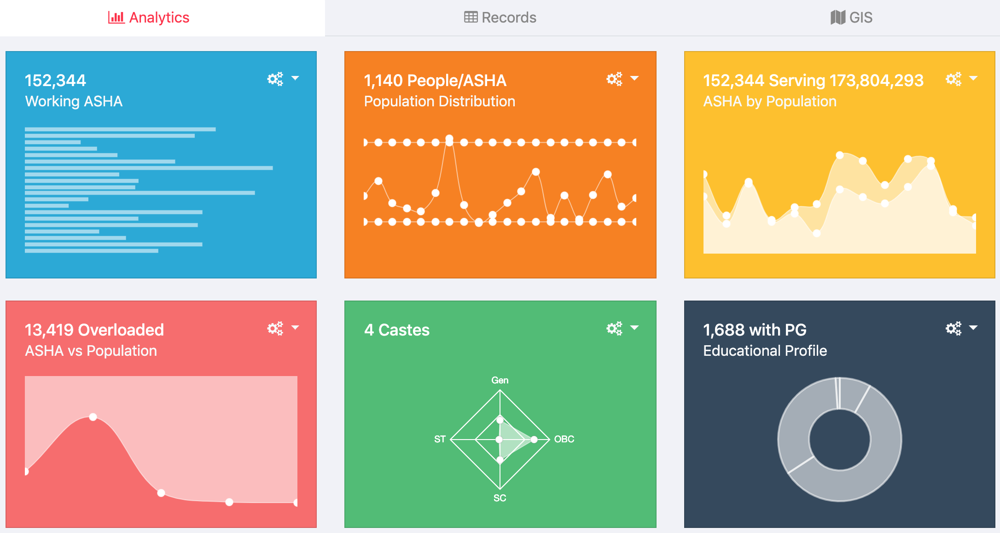 Analytics
Records
GIS
152,344
Working ASHA
1,140 People/ASHA
Population Distribution
152,344 Serving 173,804,293
ASHA by Population
13,419 Overloaded
ASHA vs Population
4 Castes
Gen
ST
OBC
SC
1,688 with PG
Educational Profile